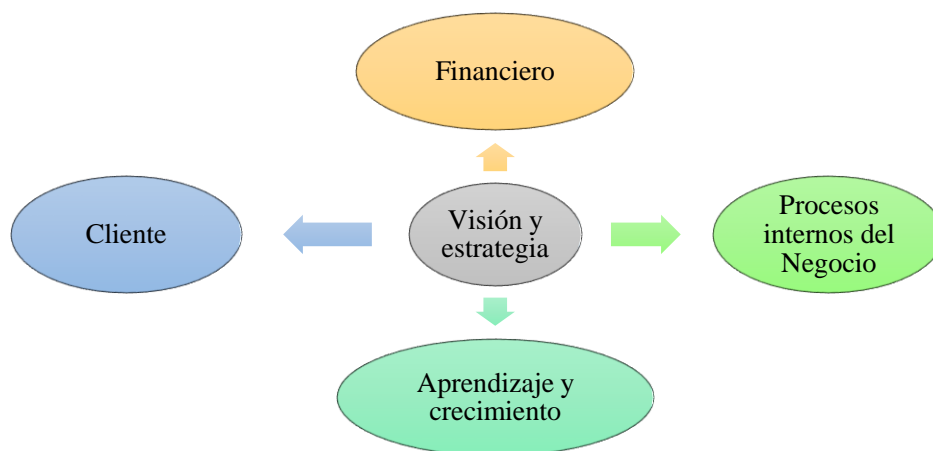 Financiero
Cliente
Visión y
estrategia
Procesos
internos del
Negocio
Aprendizaje y
crecimiento